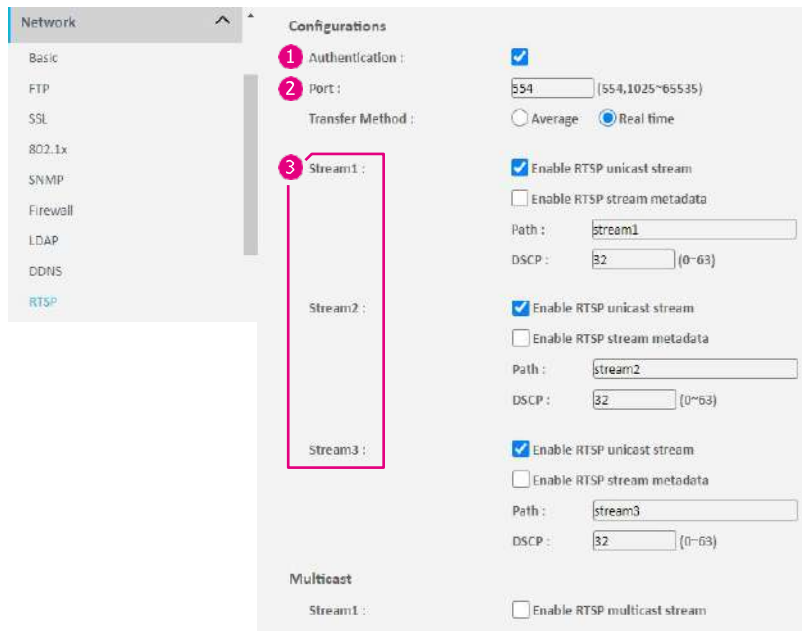 Network
Basic
FTP
SSL
802.1x
SNMP
Firewall
LDAP
DDNS
RTSP
Configurations
1 Authentication :
2 Port : 554 (554,1025~65535)
Transfer Method : Average Real time
3 Stream1 : Enable RTSP unicast stream
Enable RTSP stream metadata
Path : stream1
DSCP : 32 (0~63)
Stream2 : Enable RTSP unicast stream
Enable RTSP stream metadata
Path : stream2
DSCP : 32 (0~63)
Stream3 : Enable RTSP unicast stream
Enable RTSP stream metadata
Path : stream3
DSCP : 32 (0~63)
Multicast
Stream1 : Enable RTSP multicast stream